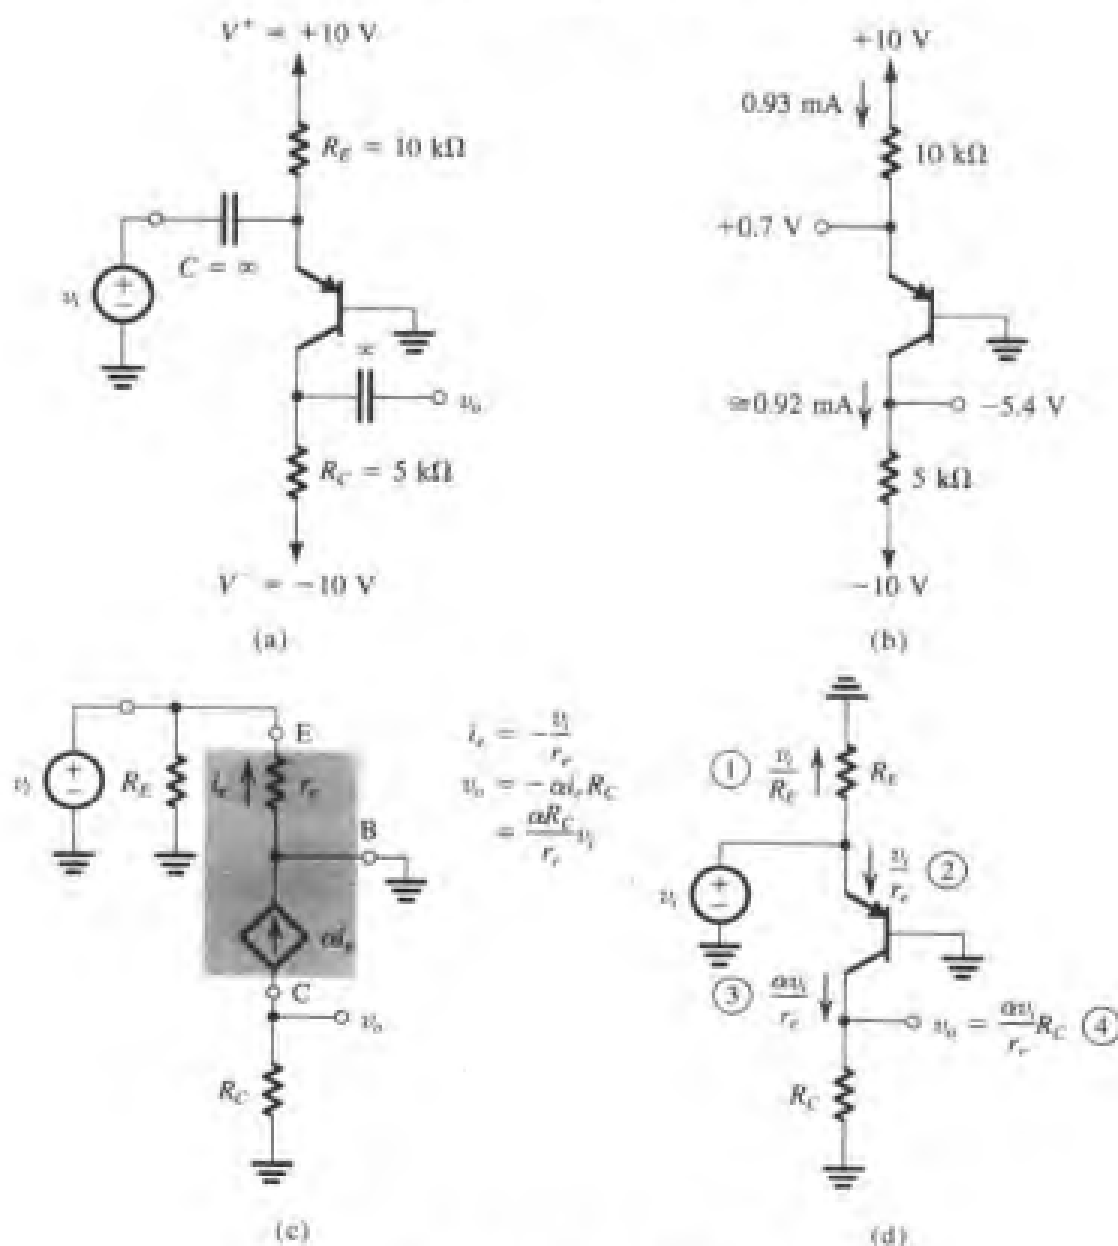 V⁺ = +10 V
R_E = 10 kΩ
C = ∞
v_i
+
−
∞
v_o
R_C = 5 kΩ
V⁻ = −10 V
(a)
+10 V
0.93 mA
10 kΩ
+0.7 V
≅0.92 mA
−5.4 V
5 kΩ
−10 V
(b)
E
v_i
+
−
R_E
i_e
r_e
B
αi_e
C
v_o
R_C
(c)
i_e = −v_i/r_e
v_o = −αi_e R_C
= αR_C/r_e v_i
① v_i/R_E
R_E
v_i/r_e ②
v_i
+
−
③ αv_i/r_e
v_o = αv_i/r_e R_C ④
R_C
(d)